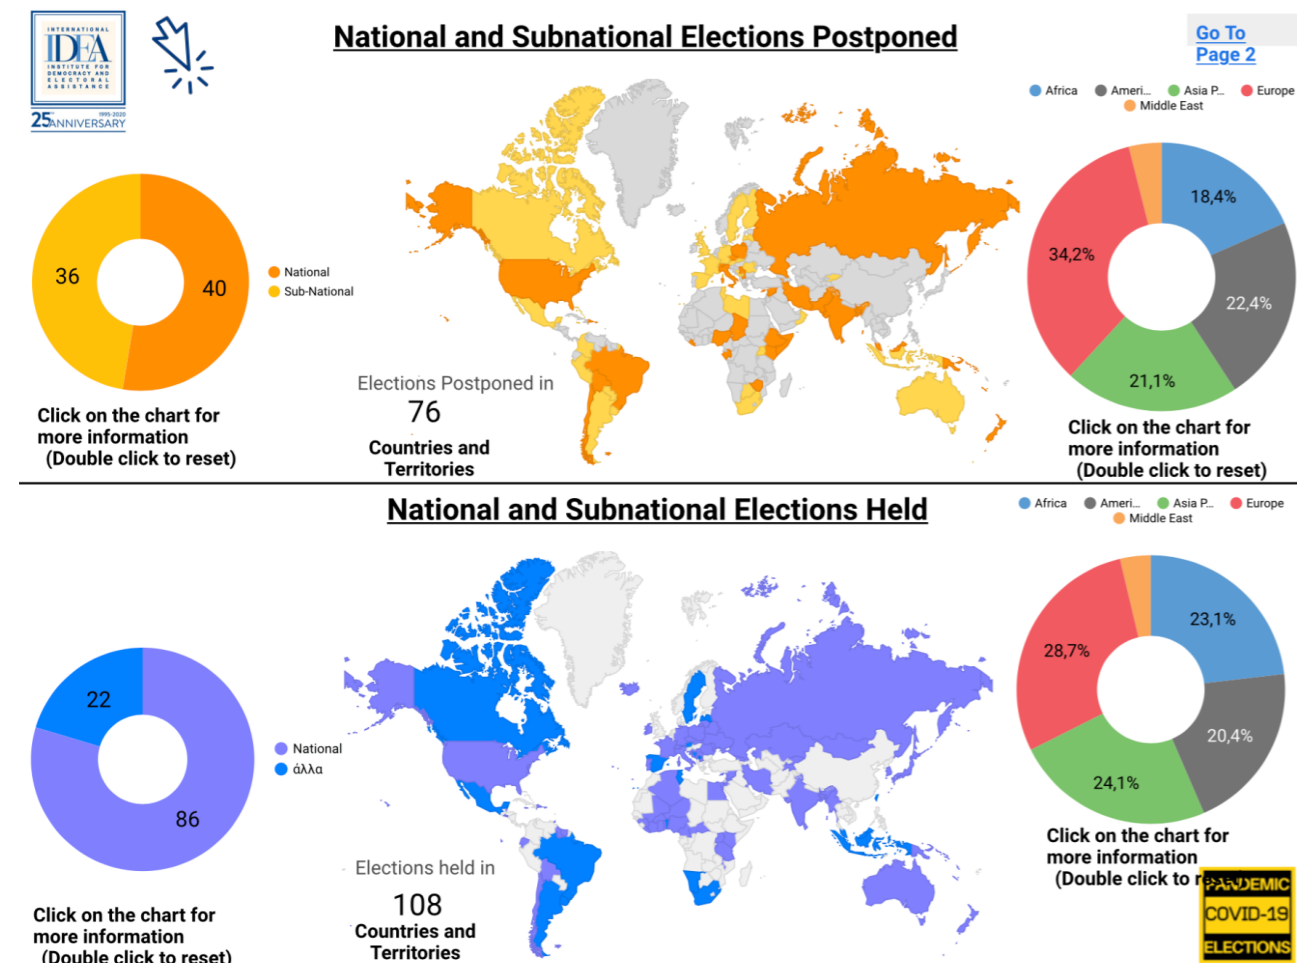 INTERNATIONAL
IDEA
INSTITUTE FOR
DEMOCRACY AND
ELECTORAL
ASSISTANCE
1995-2020
25 ANNIVERSARY
National and Subnational Elections Postponed
Go To
Page 2
Africa
Ameri...
Asia P...
Europe
Middle East
36
40
National
Sub-National
Click on the chart for
more information
(Double click to reset)
Elections Postponed in
76
Countries and
Territories
18,4%
34,2%
22,4%
21,1%
Click on the chart for
more information
(Double click to reset)
National and Subnational Elections Held
Africa
Ameri...
Asia P...
Europe
Middle East
22
86
National
άλλα
Click on the chart for
more information
(Double click to reset)
Elections held in
108
Countries and
Territories
23,1%
28,7%
20,4%
24,1%
Click on the chart for
more information
(Double click to reset)
PANDEMIC
COVID-19
ELECTIONS